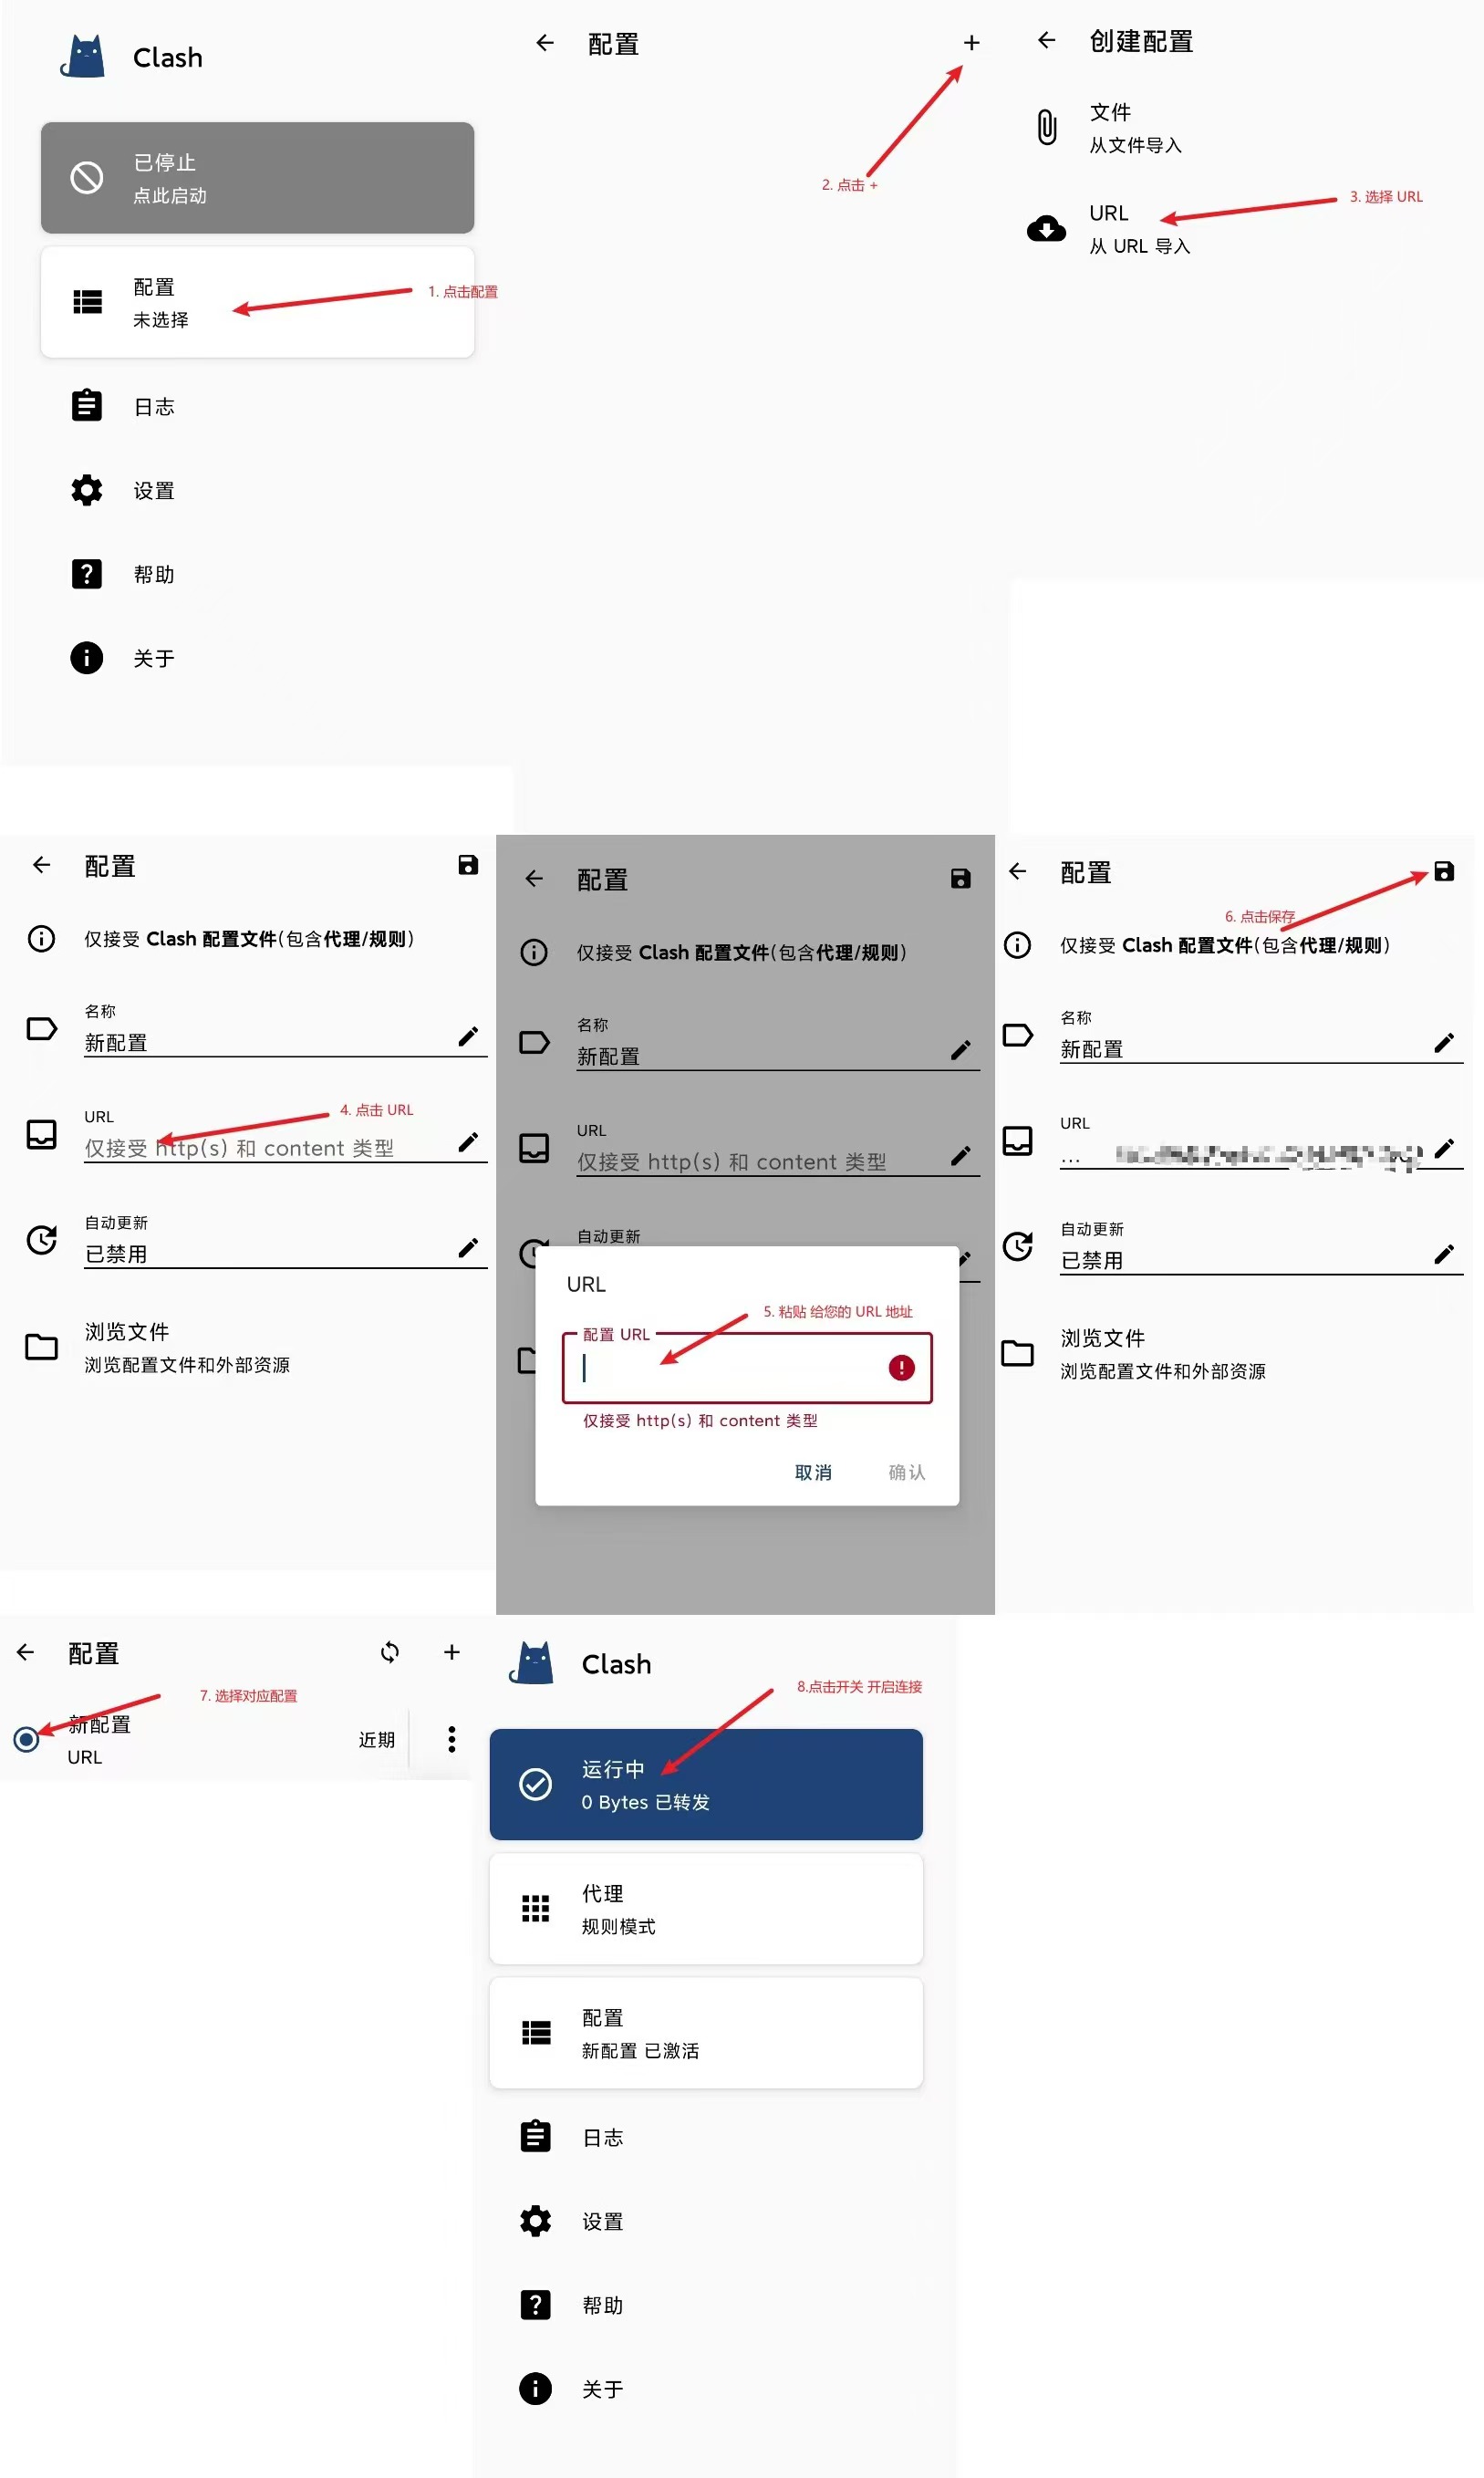 Clash
已停止
点此启动
配置
未选择
1. 点击配置
日志
设置
帮助
关于
配置
+
2. 点击 +
创建配置
文件
从文件导入
URL
从 URL 导入
3. 选择 URL
配置
仅接受 Clash 配置文件(包含代理/规则)
名称
新配置
4. 点击 URL
URL
仅接受 http(s) 和 content 类型
自动更新
已禁用
浏览文件
浏览配置文件和外部资源
配置
仅接受 Clash 配置文件(包含代理/规则)
名称
新配置
URL
仅接受 http(s) 和 content 类型
自动更新
URL
5. 粘贴 给您的 URL 地址
配置 URL
仅接受 http(s) 和 content 类型
取消
确认
配置
6. 点击保存
仅接受 Clash 配置文件(包含代理/规则)
名称
新配置
URL
...
自动更新
已禁用
浏览文件
浏览配置文件和外部资源
配置
+
7. 选择对应配置
新配置
URL
近期
Clash
8.点击开关 开启连接
运行中
0 Bytes 已转发
代理
规则模式
配置
新配置 已激活
日志
设置
帮助
关于